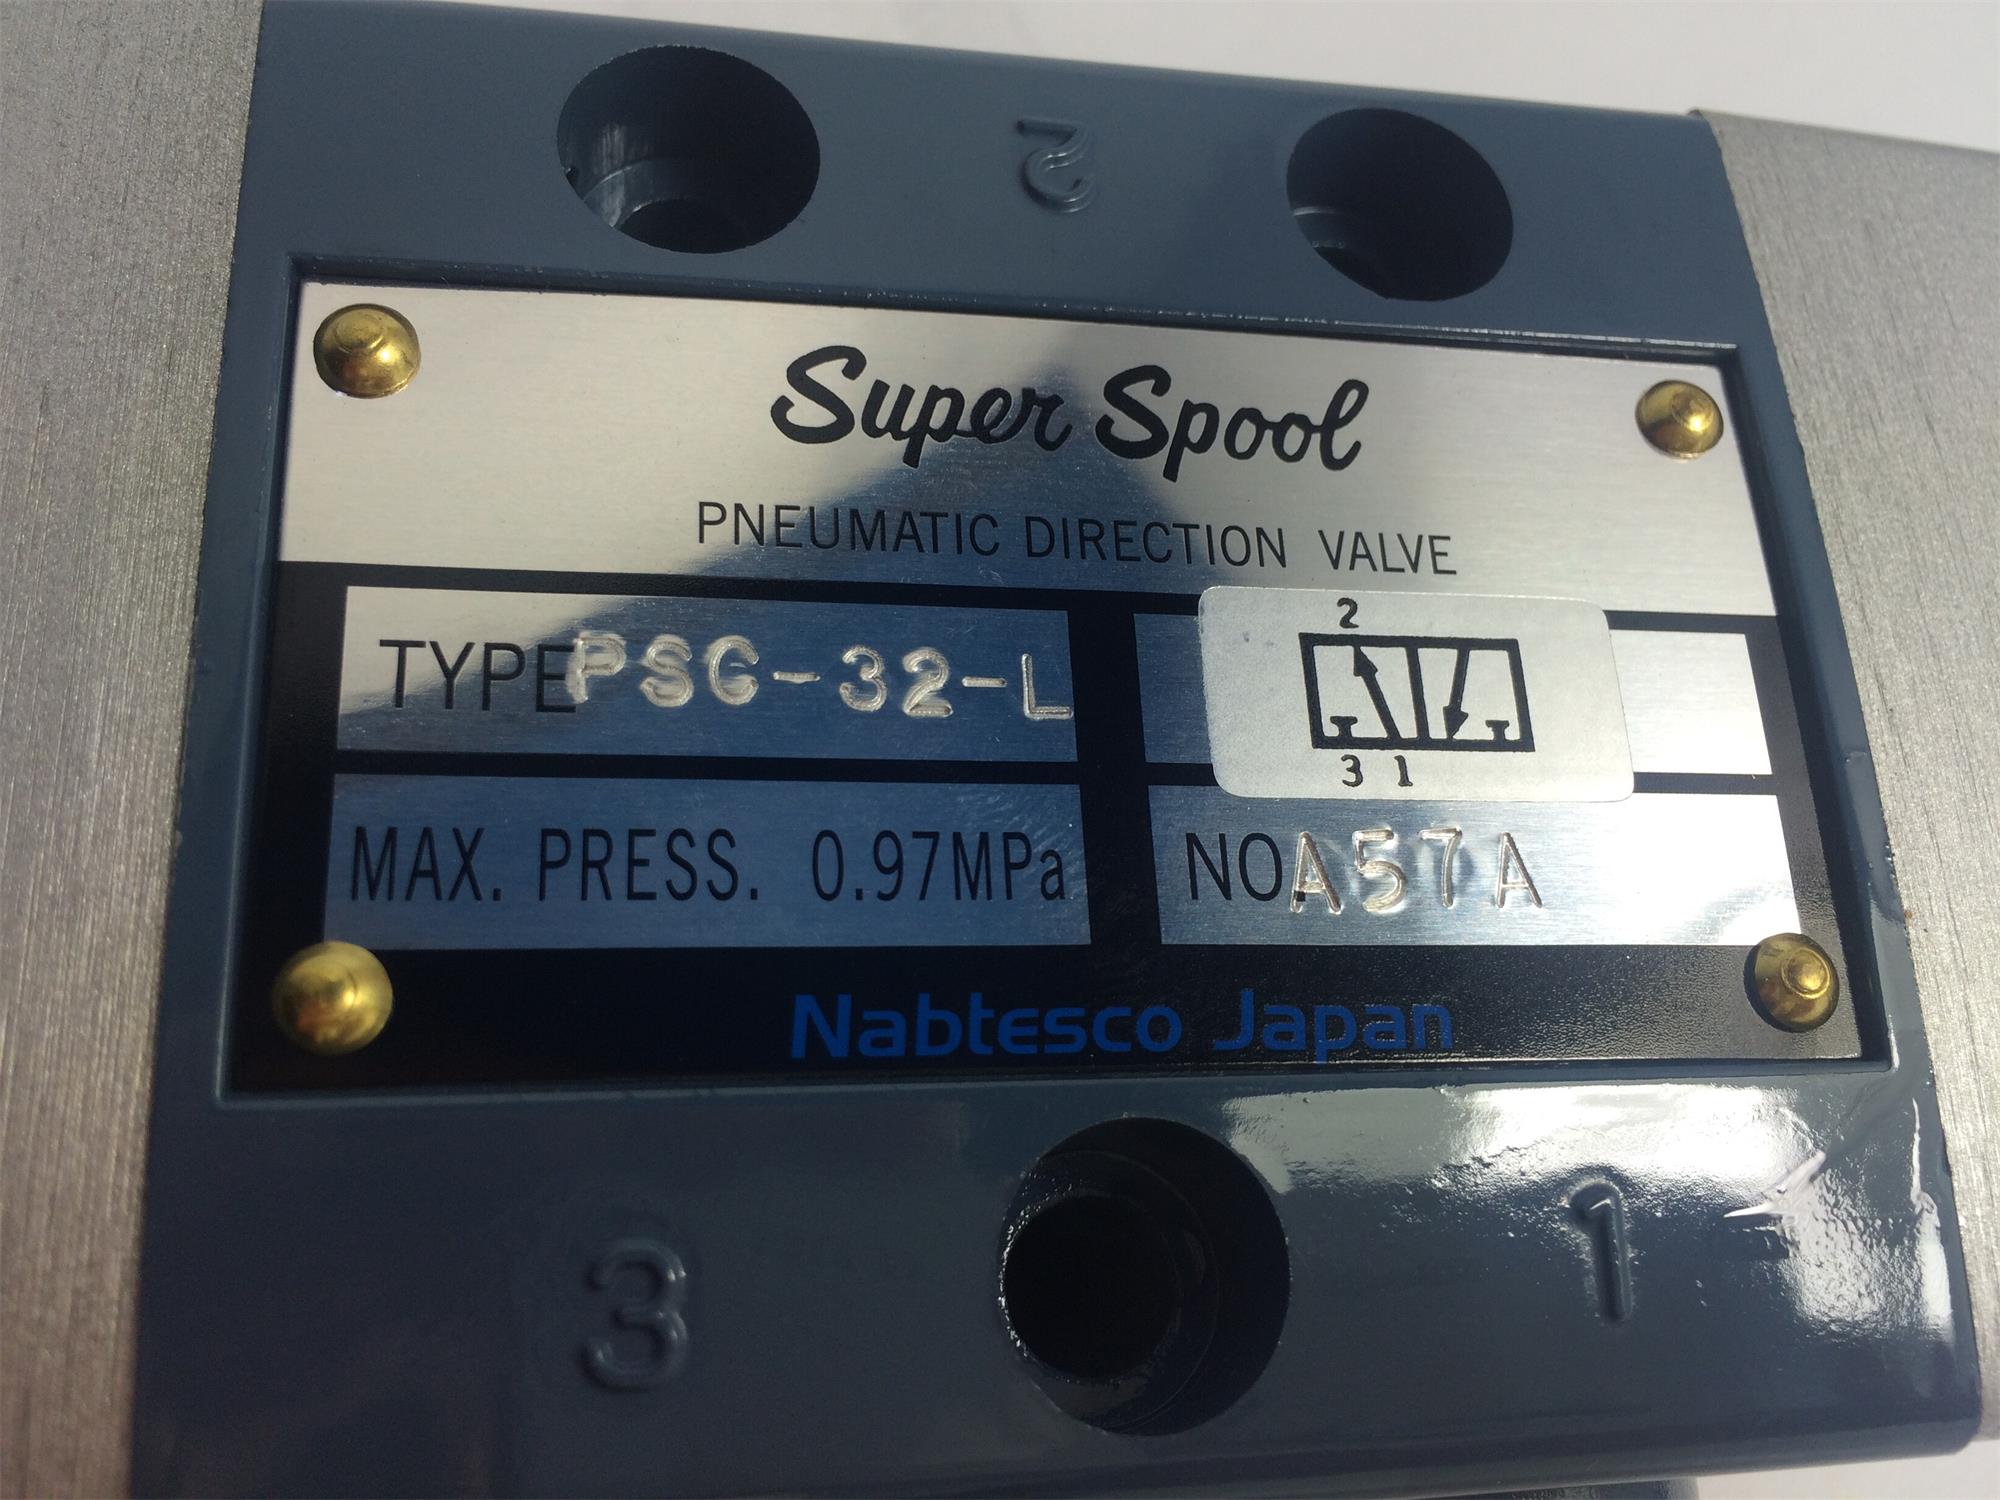 2
Super Spool
PNEUMATIC DIRECTION VALVE
2
TYPE PSC-32-L
3 1
MAX. PRESS. 0.97MPa
NO. A57A
Nabtesco Japan
3
1